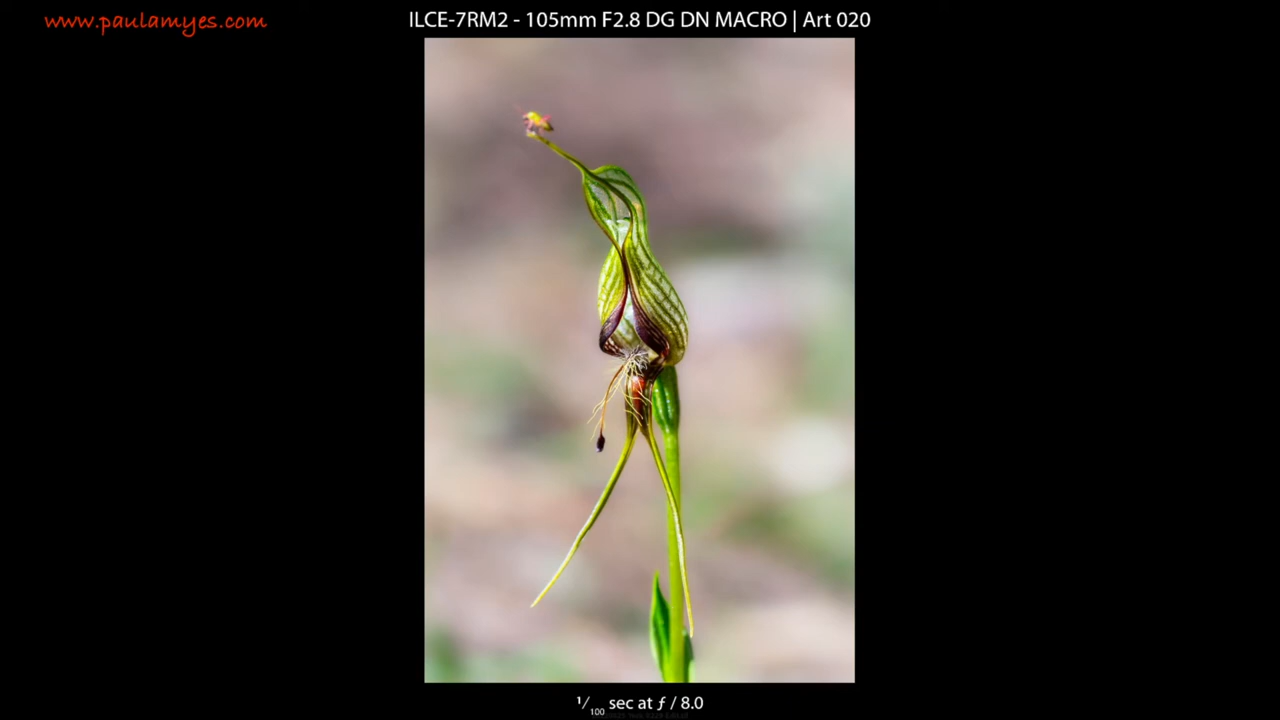 www.paulamyes.com
ILCE-7RM2 - 105mm F2.8 DG DN MACRO | Art 020
1/100 sec at ƒ / 8.0